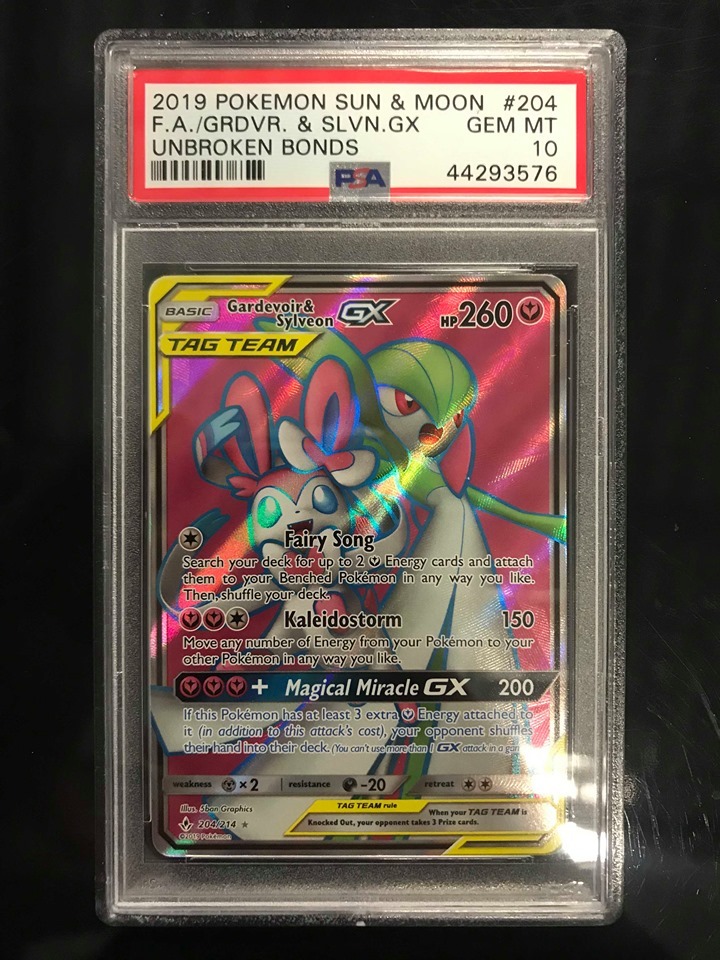 2019 POKEMON SUN & MOON #204
F.A./GRDVR. & SLVN.GX GEM MT
UNBROKEN BONDS 10
PSA 44293576
BASIC Gardevoir& Sylveon GX HP260
TAG TEAM
Fairy Song
Search your deck for up to 2 Energy cards and attach
them to your Benched Pokémon in any way you like.
Then, shuffle your deck.
Kaleidostorm 150
Move any number of Energy from your Pokémon to your
other Pokémon in any way you like.
+ Magical Miracle GX 200
If this Pokémon has at least 3 extra Energy attached to
it (in addition to this attack's cost), your opponent shuffles
their hand into their deck. (You can't use more than 1 GX attack in a
weakness ×2 resistance -20 retreat
Illus. 5ban Graphics
TAG TEAM rule
When your TAG TEAM is
Knocked Out, your opponent takes 3 Prize cards.
204/214
©2019 Pokémon